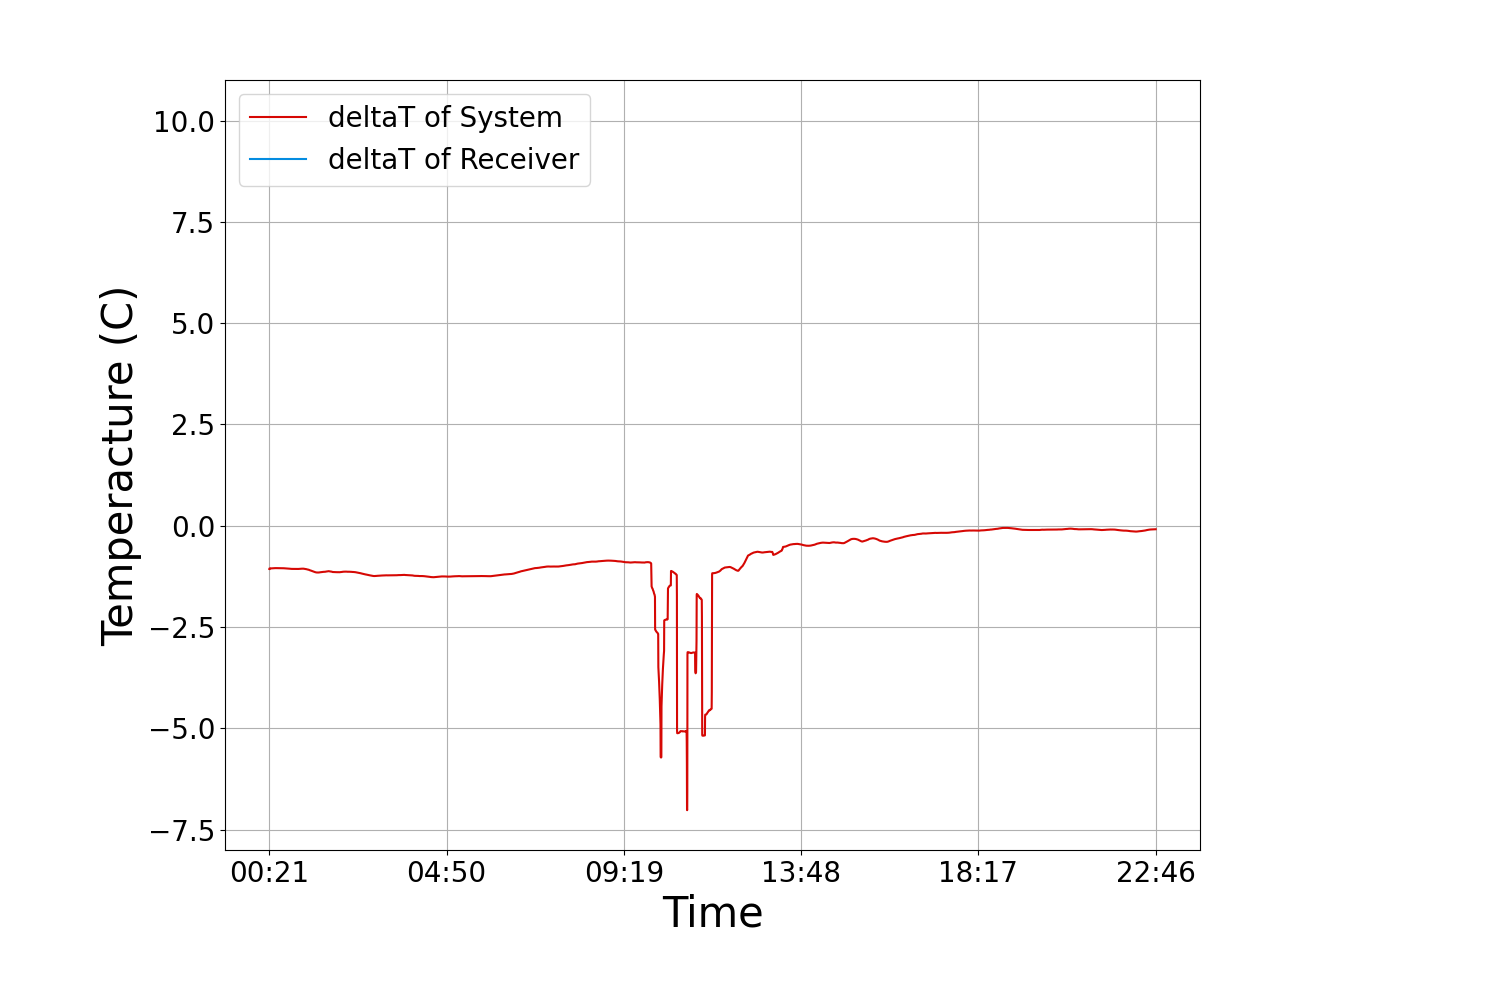 deltaT of System
deltaT of Receiver
10.0
7.5
5.0
2.5
0.0
−2.5
−5.0
−7.5
Temperacture (C)
00:21 04:50 09:19 13:48 18:17 22:46
Time